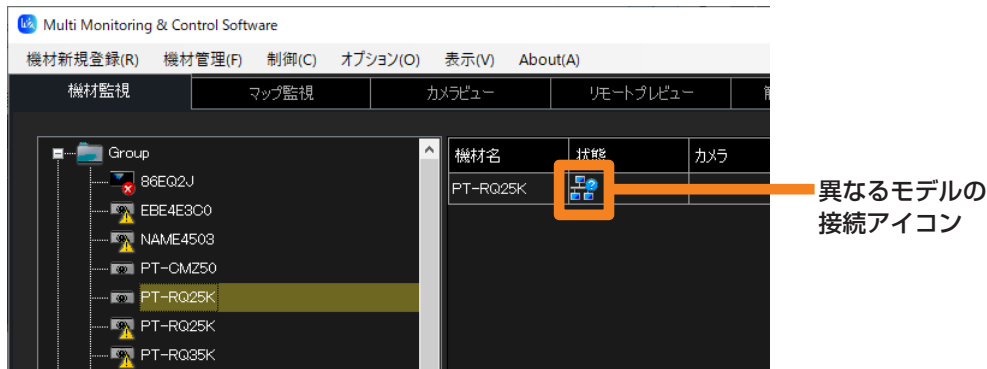 Multi Monitoring & Control Software
機材新規登録(R) 機材管理(F) 制御(C) オプション(O) 表示(V) About(A)
機材監視 マップ監視 カメラビュー リモートプレビュー
Group
86EQ2J
EBE4E3C0
NAME4503
PT-CMZ50
PT-RQ25K
PT-RQ25K
PT-RQ35K
機材名 状態 カメラ
PT-RQ25K
異なるモデルの
接続アイコン